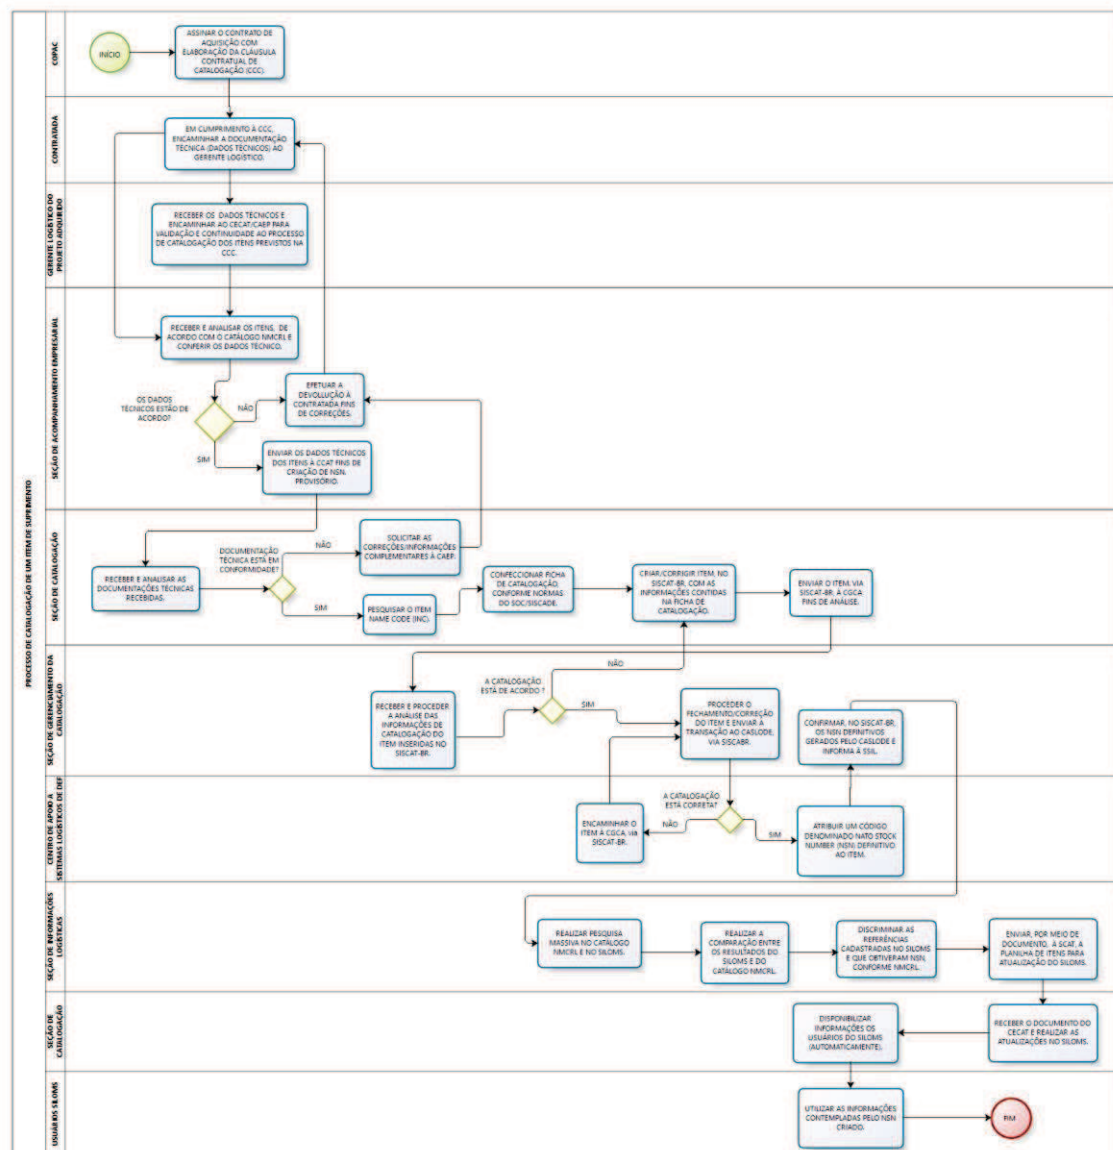 PROCESSO DE CATALOGAÇÃO DE UM ITEM DE SUPRIMENTO
COPAC
INÍCIO
ASSINAR O CONTRATO DE
AQUISIÇÃO COM
ELABORAÇÃO DA CLÁUSULA
CONTRATUAL DE
CATALOGAÇÃO (CCC).
CONTRATADA
EM CUMPRIMENTO À CCC,
ENCAMINHAR A DOCUMENTAÇÃO
TÉCNICA (DADOS TÉCNICOS) AO
GERENTE LOGÍSTICO.
GERENTE LOGÍSTICO DO
PROJETO ADQUIRIDO
RECEBER OS DADOS TÉCNICOS E
ENCAMINHAR AO CECAT/CAEP PARA
VALIDAÇÃO E CONTINUIDADE AO PROCESSO
DE CATALOGAÇÃO DOS ITENS PREVISTOS NA
CCC.
SEÇÃO DE ACOMPANHAMENTO EMPRESARIAL
RECEBER E ANALISAR OS ITENS, DE
ACORDO COM O CATÁLOGO NMCRL E
CONFERIR OS DADOS TÉCNICO.
OS DADOS
TÉCNICOS ESTÃO DE
ACORDO?
NÃO
EFETUAR A
DEVOLLUÇÃO À
CONTRATADA FINS
DE CORREÇÕES.
SIM
ENVIAR OS DADOS TÉCNICOS
DOS ITENS À CCAT FINS DE
CRIAÇÃO DE NSN
PROVISÓRIO.
SEÇÃO DE CATALOGAÇÃO
RECEBER E ANALISAR AS
DOCUMENTAÇÕES TÉCNICAS
RECEBIDAS.
DOCUMENTAÇÃO
TÉCNICA ESTÁ EM
CONFORMIDADE?
NÃO
SOLICITAR AS
CORREÇÕES/INFORMAÇÕES
COMPLEMENTARES À CAEP.
SIM
PESQUISAR O ITEM
NAME CODE (INC).
CONFECCIONAR FICHA
DE CATALOGAÇÃO,
CONFORME NORMAS
DO SOC/SISCADE.
CRIAR/CORRIGIR ITEM, NO
SISCAT-BR, COM AS
INFORMAÇÕES CONTIDAS
NA FICHA DE
CATALOGAÇÃO.
ENVIAR O ITEM, VIA
SISCAT-BR, À CGCA
FINS DE ANÁLISE.
SEÇÃO DE GERENCIAMENTO DA
CATALOGAÇÃO
RECEBER E PROCEDER
A ANÁLISE DAS
INFORMAÇÕES DE
CATALOGAÇÃO DO
ITEM INSERIDAS NO
SISCAT-BR.
A CATALOGAÇÃO
ESTÁ DE ACORDO ?
NÃO
SIM
PROCEDER O
FECHAMENTO/CORREÇÃO
DO ITEM E ENVIAR A
TRANSAÇÃO AO CASLODE,
VIA SISCABR.
CONFIRMAR, NO SISCAT-BR,
OS NSN DEFINITIVOS
GERADOS PELO CASLODE E
INFORMA À SSIL.
CENTRO DE APOIO A
SISTEMAS LOGÍSTICOS DE DEF
ENCAMINHAR O
ITEM À CGCA, via
SISCAT-BR.
A CATALOGAÇÃO
ESTÁ CORRETA?
NÃO
SIM
ATRIBUIR UM CÓDIGO
DENOMINADO NATO STOCK
NUMBER (NSN) DEFINITIVO
AO ITEM.
SEÇÃO DE INFORMAÇÕES
LOGÍSTICAS
REALIZAR PESQUISA
MASSIVA NO CATÁLOGO
NMCRL E NO SILOMS.
REALIZAR A
COMPARAÇÃO ENTRE
OS RESULTADOS DO
SILOMS E DO
CATÁLOGO NMCRL.
DISCRIMINAR AS
REFERÊNCIAS
CADASTRADAS NO SILOMS
E QUE OBTIVERAM NSN,
CONFORME NMCRL.
ENVIAR, POR MEIO DE
DOCUMENTO, À SCAT, A
PLANILHA DE ITENS PARA
ATUALIZAÇÃO DO SILOMS.
SEÇÃO DE
CATALOGAÇÃO
DISPONIBILIZAR
INFORMAÇÕES OS
USUÁRIOS DO SILOMS
(AUTOMATICAMENTE).
RECEBER O DOCUMENTO DO
CECAT E REALIZAR AS
ATUALIZAÇÕES NO SILOMS.
USUÁRIOS SILOMS
UTILIZAR AS INFORMAÇÕES
CONTEMPLADAS PELO NSN
CRIADO.
FIM